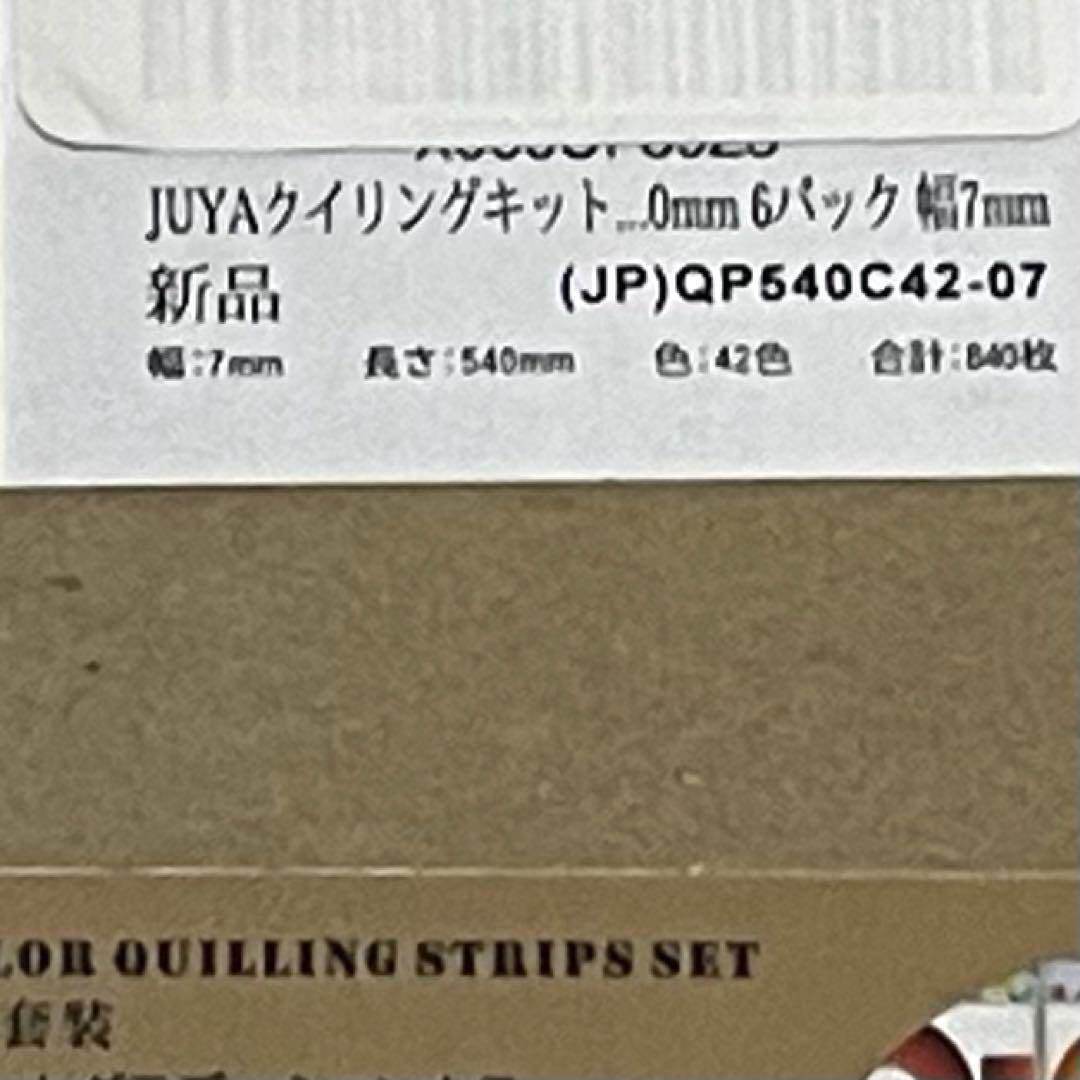 JUYAクイリングキット...0mm 6パック 幅7mm
新品 (JP)QP540C42-07
幅:7mm 長さ:540mm 色:42色 合計:840枚
LOR QUILLING STRIPS SET
套装